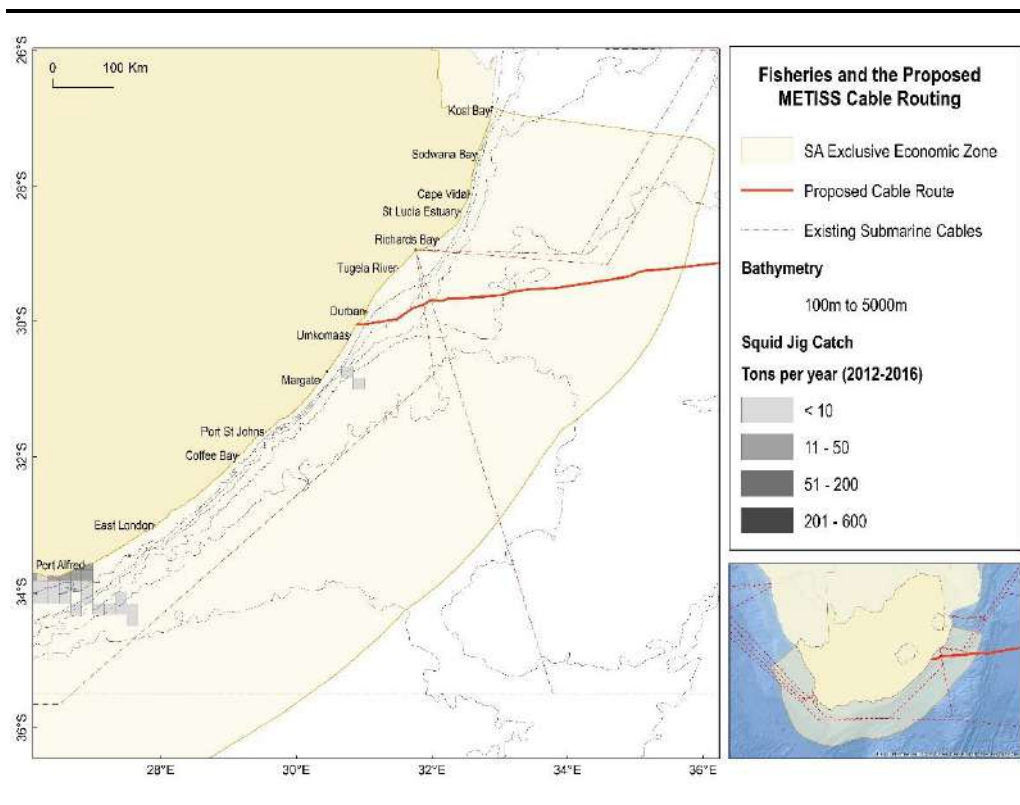 26°S
28°S
30°S
32°S
34°S
36°S
0 100 Km
Kosi Bay
Sodwana Bay
Cape Vidal
St Lucia Estuary
Richards Bay
Tugela River
Durban
Umkomaas
Margate
Port St Johns
Coffee Bay
East London
Port Alfred
28°E 30°E 32°E 34°E 36°E
Fisheries and the Proposed
METISS Cable Routing
SA Exclusive Economic Zone
Proposed Cable Route
Existing Submarine Cables
Bathymetry
100m to 5000m
Squid Jig Catch
Tons per year (2012-2016)
< 10
11 - 50
51 - 200
201 - 600